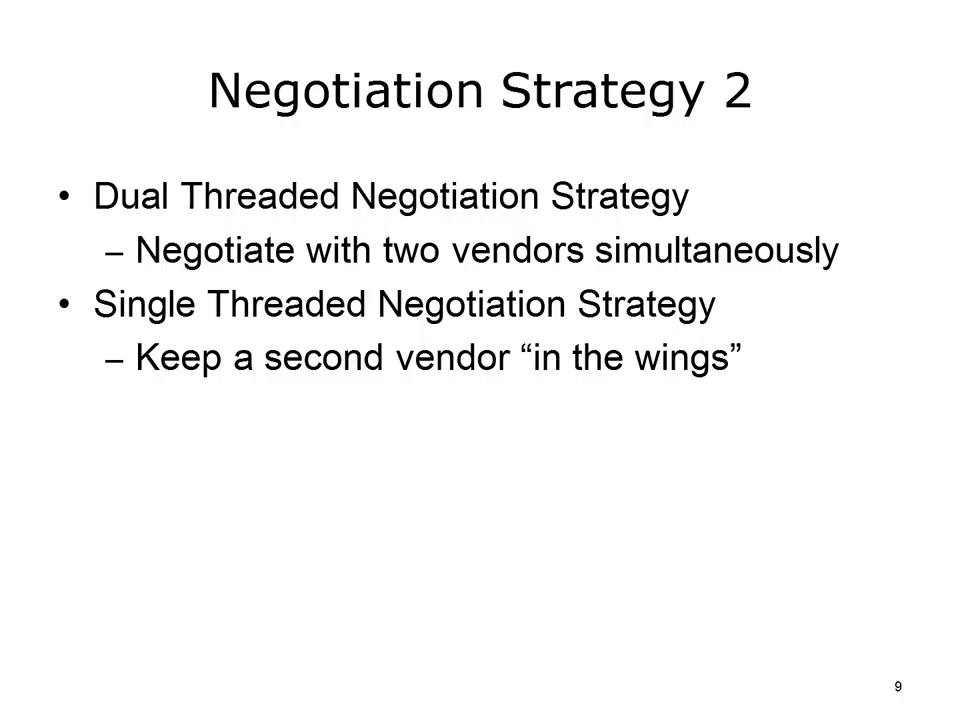 Negotiation Strategy 2
• Dual Threaded Negotiation Strategy
– Negotiate with two vendors simultaneously
• Single Threaded Negotiation Strategy
– Keep a second vendor “in the wings”
9